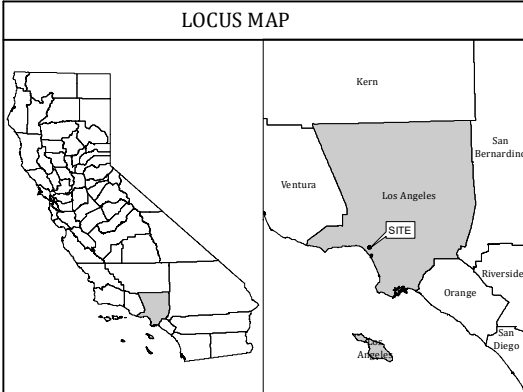 LOCUS MAP
Kern
San
Bernardino
Ventura
Los Angeles
SITE
Riverside
Orange
San
Diego
Los
Angeles